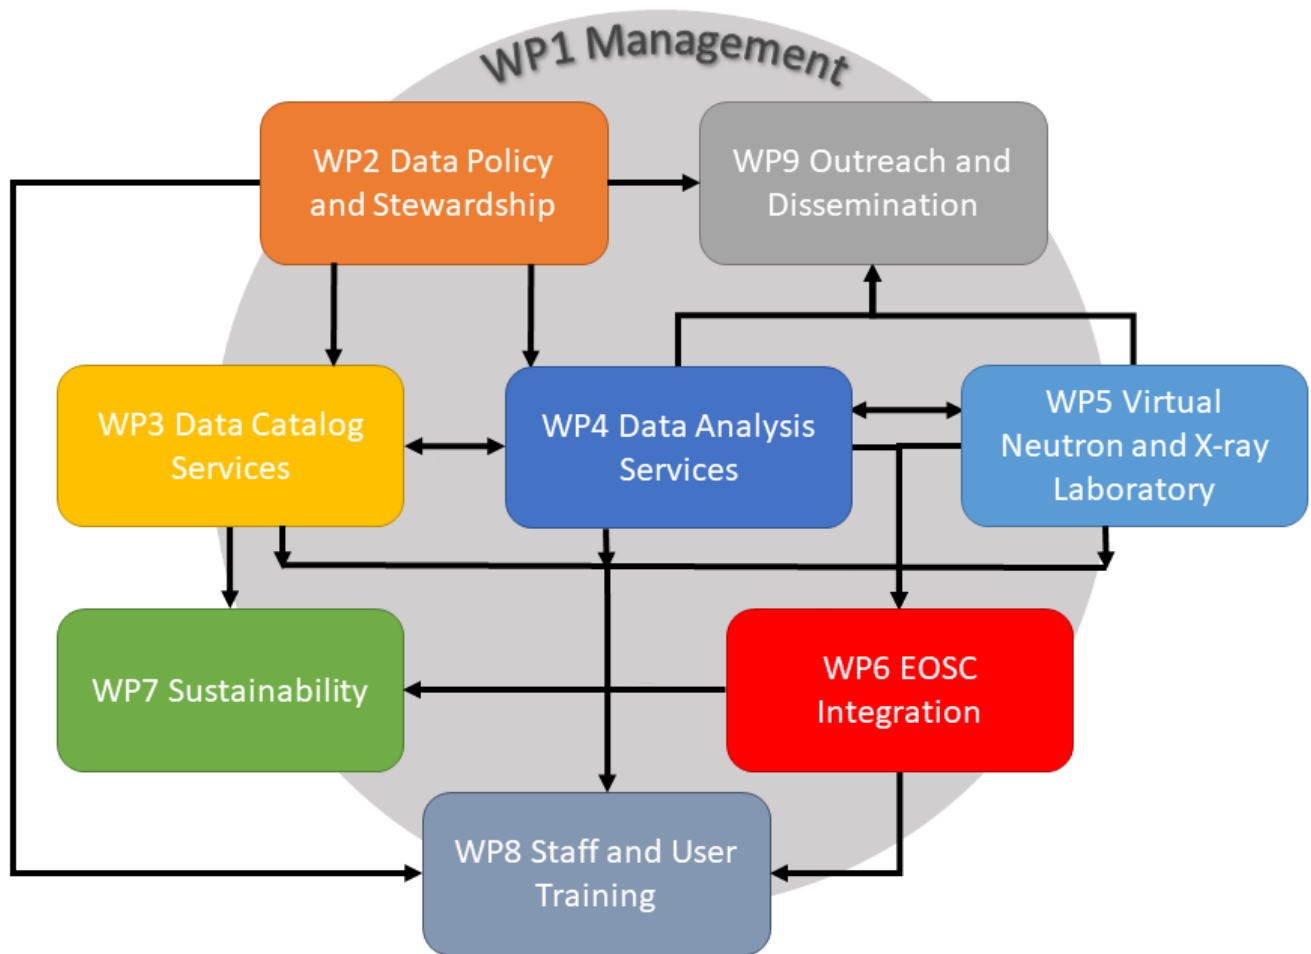 WP1 Management
WP2 Data Policy
and Stewardship
WP9 Outreach and
Dissemination
WP3 Data Catalog
Services
WP4 Data Analysis
Services
WP5 Virtual
Neutron and X-ray
Laboratory
WP7 Sustainability
WP6 EOSC
Integration
WP8 Staff and User
Training